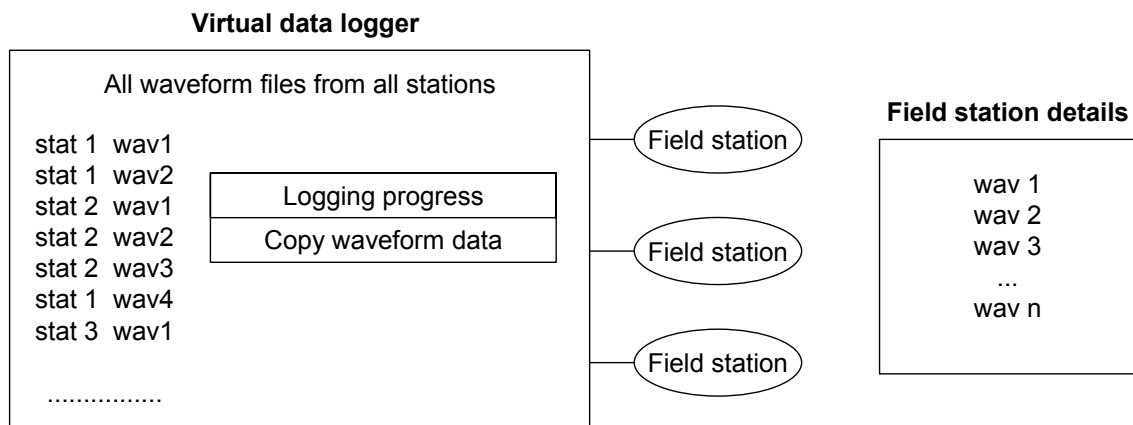 Virtual data logger
All waveform files from all stations
stat 1 wav1
stat 1 wav2
stat 2 wav1
stat 2 wav2
stat 2 wav3
stat 1 wav4
stat 3 wav1
................
Logging progress
Copy waveform data
Field station
Field station
Field station
Field station details
wav 1
wav 2
wav 3
...
wav n